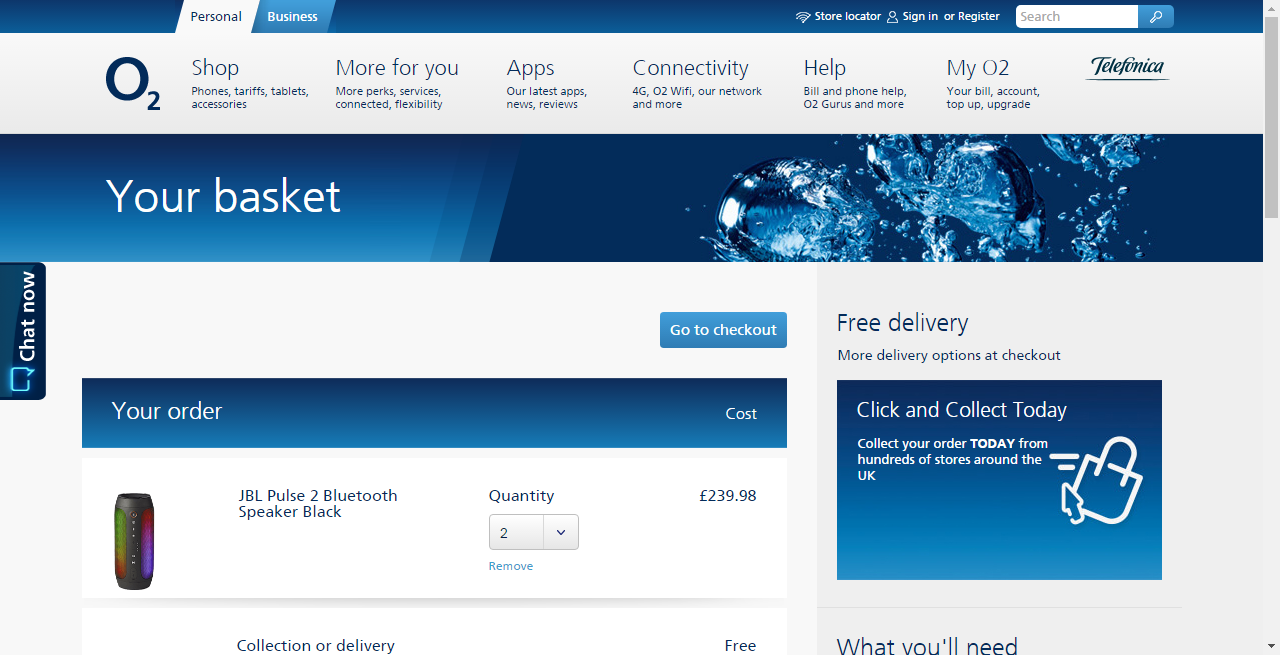 Personal
Business
Store locator
Sign in or Register
Search
O2
Shop
Phones, tariffs, tablets,
accessories
More for you
More perks, services,
connected, flexibility
Apps
Our latest apps,
news, reviews
Connectivity
4G, O2 Wifi, our network
and more
Help
Bill and phone help,
O2 Gurus and more
My O2
Your bill, account,
top up, upgrade
Telefónica
Your basket
Chat now
Go to checkout
Your order
Cost
JBL Pulse 2 Bluetooth
Speaker Black
Quantity
2
Remove
£239.98
Collection or delivery
Free
Free delivery
More delivery options at checkout
Click and Collect Today
Collect your order TODAY from
hundreds of stores around the
UK
What you'll need